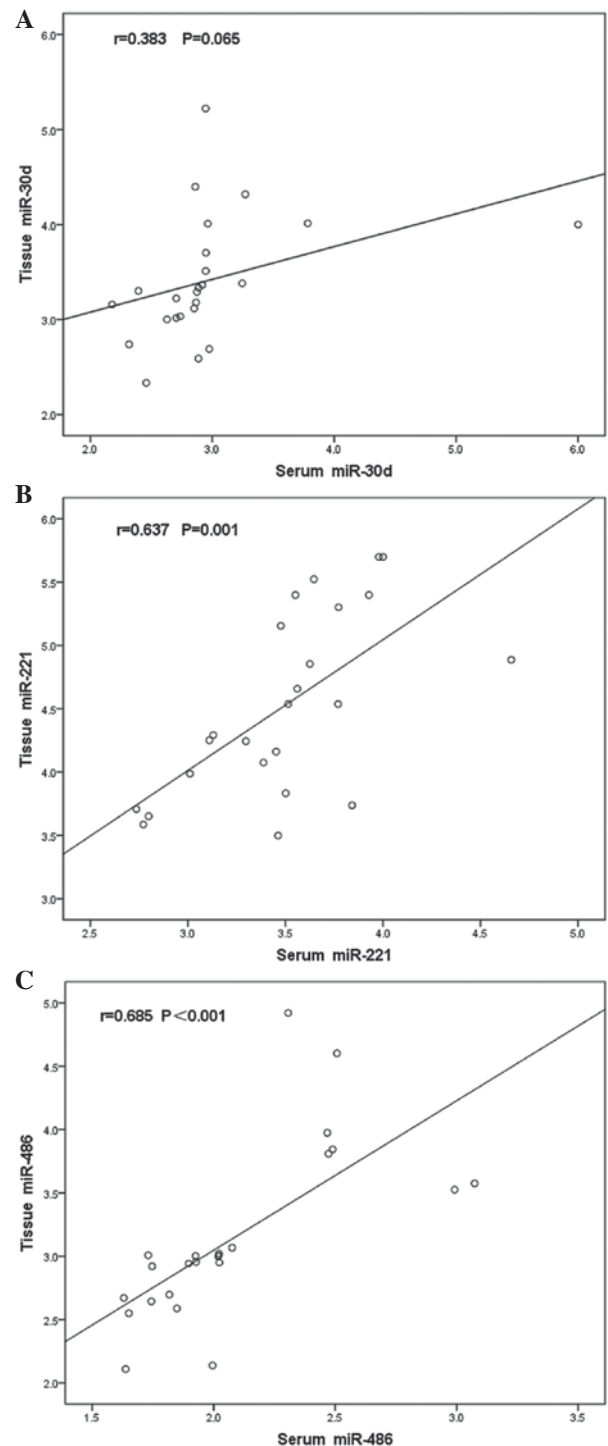 A
r=0.383 P=0.065
6.0
5.0
4.0
3.0
2.0
Tissue miR-30d
2.0 3.0 4.0 5.0 6.0
Serum miR-30d
B
r=0.637 P=0.001
6.0
5.5
5.0
4.5
4.0
3.5
3.0
Tissue miR-221
2.5 3.0 3.5 4.0 4.5 5.0
Serum miR-221
C
r=0.685 P<0.001
5.0
4.5
4.0
3.5
3.0
2.5
2.0
Tissue miR-486
1.5 2.0 2.5 3.0 3.5
Serum miR-486